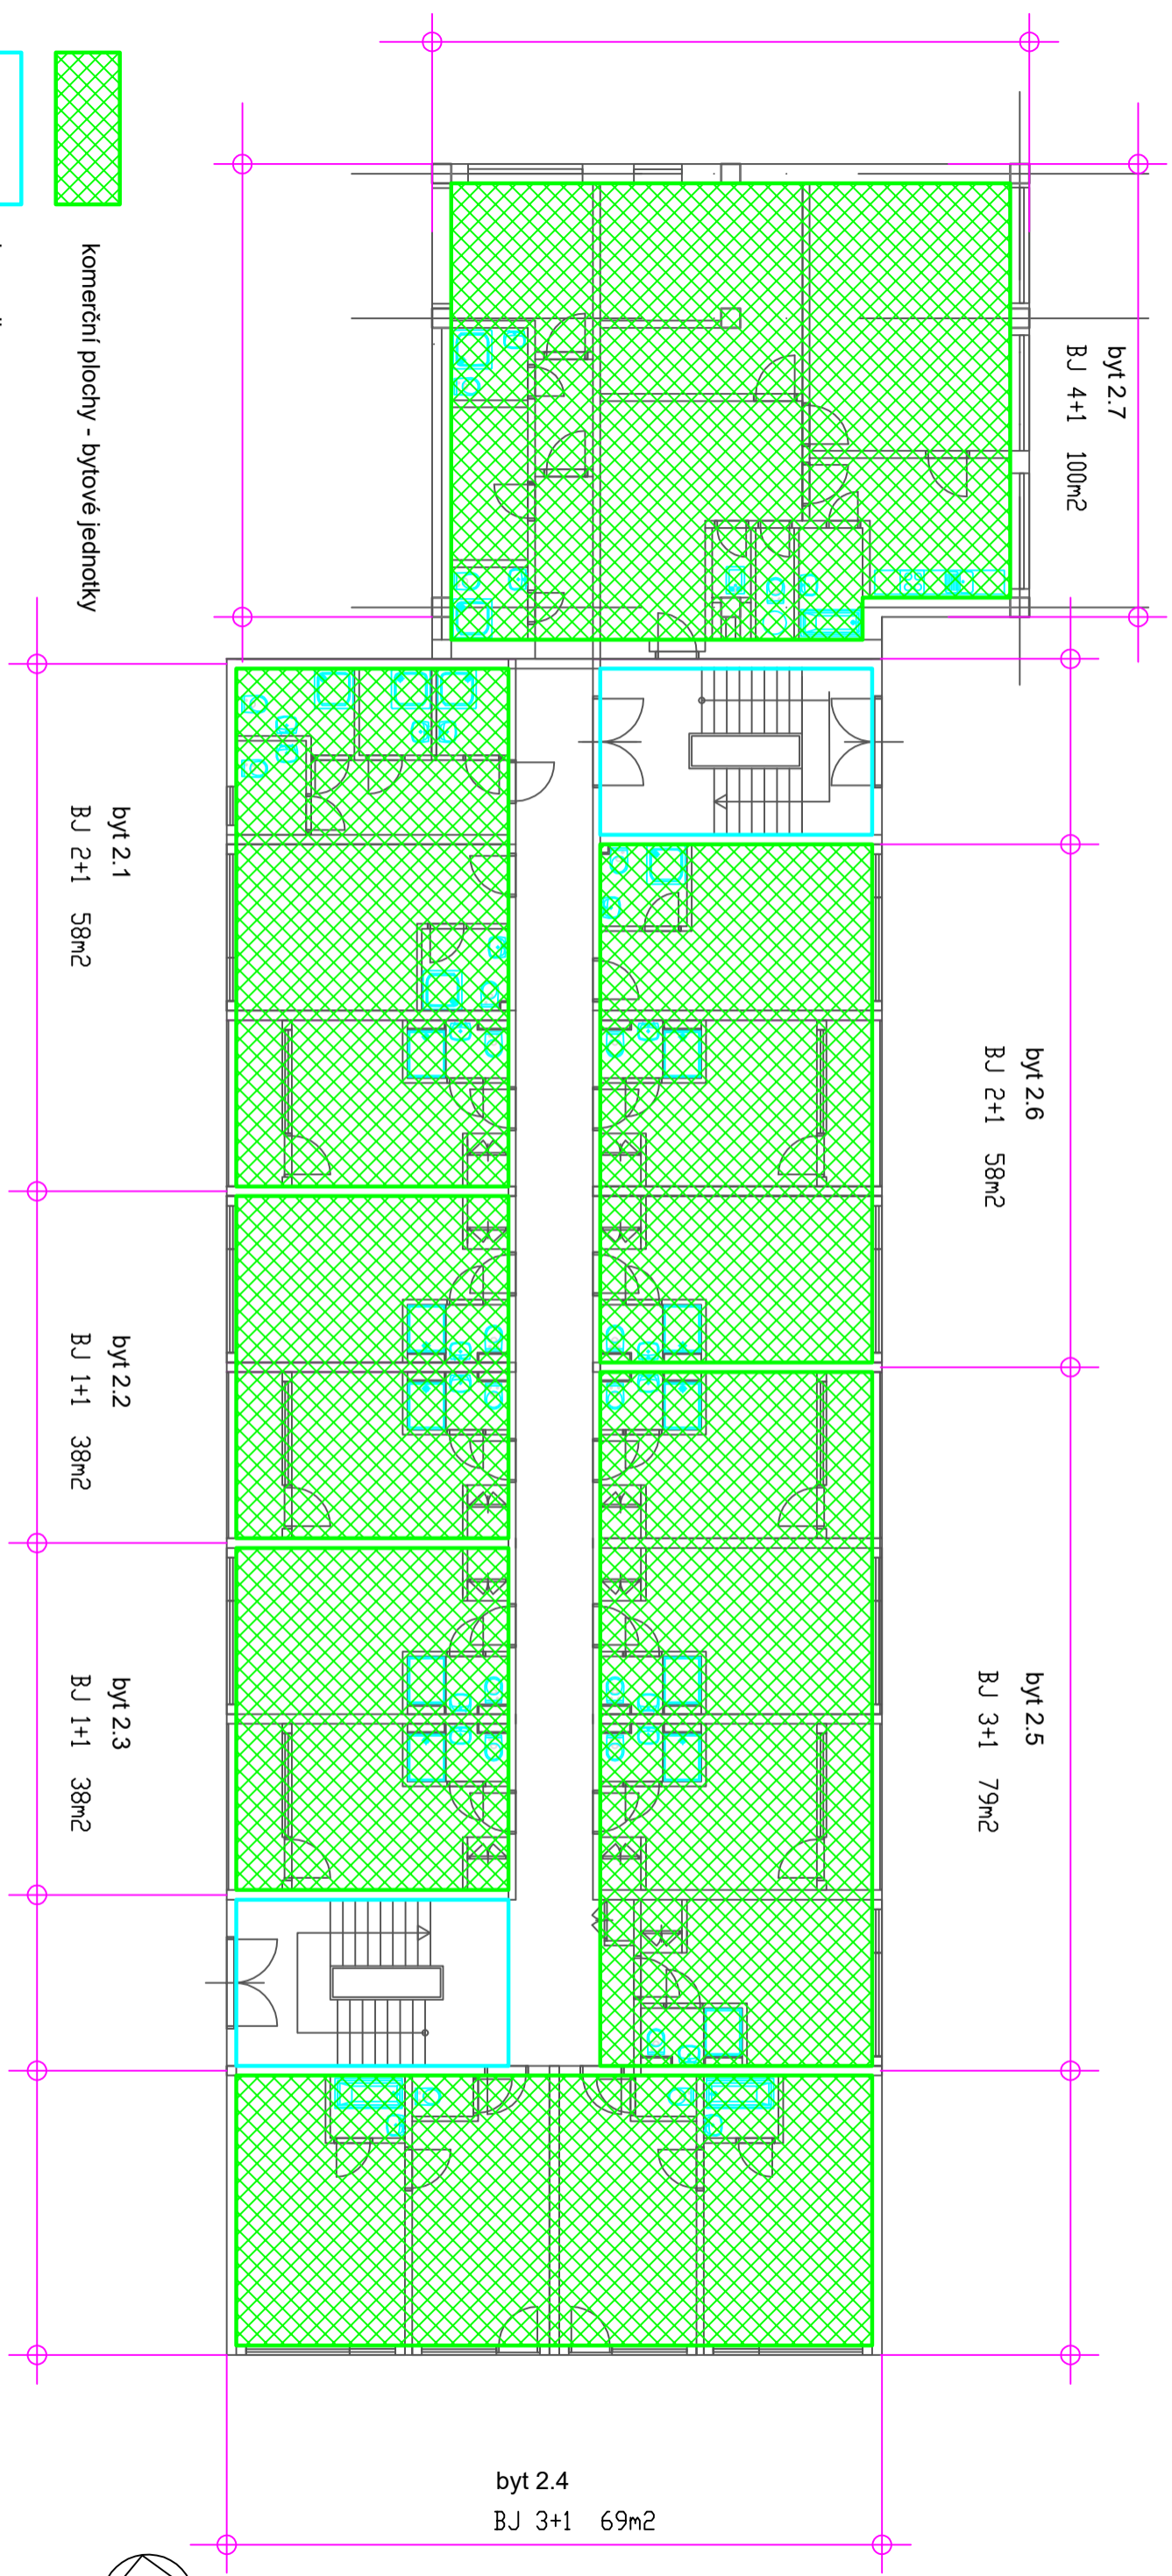 komerční plochy - bytové jednotky
byt 2.7
BJ 4+1 100m2
byt 2.1
BJ 2+1 58m2
byt 2.6
BJ 2+1 58m2
byt 2.2
BJ 1+1 38m2
byt 2.3
BJ 1+1 38m2
byt 2.5
BJ 3+1 79m2
byt 2.4
BJ 3+1 69m2